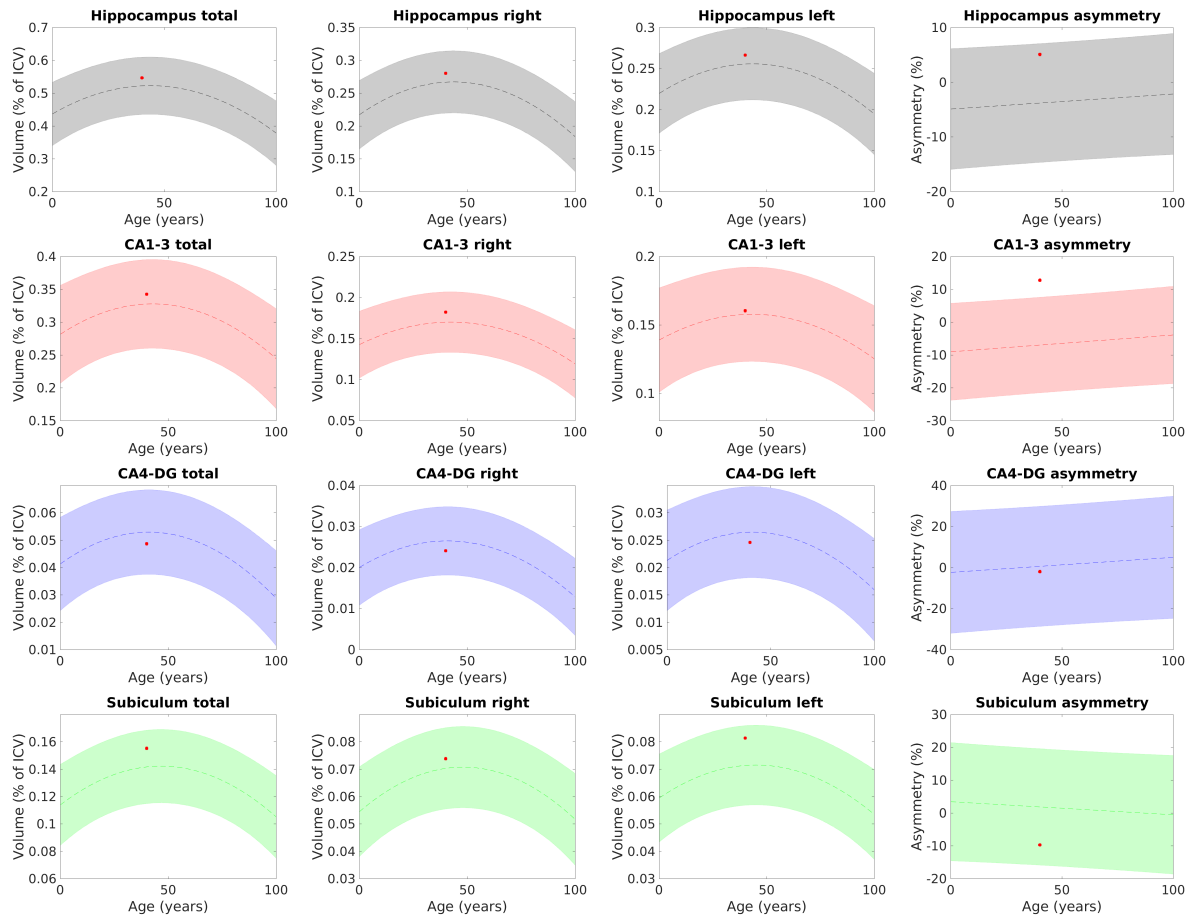 Hippocampus total
Hippocampus right
Hippocampus left
Hippocampus asymmetry
Volume (% of ICV)
0.7
0.6
0.5
0.4
0.3
0.2
0 50 100
Age (years)
Volume (% of ICV)
0.35
0.3
0.25
0.2
0.15
0.1
0 50 100
Age (years)
Volume (% of ICV)
0.3
0.25
0.2
0.15
0.1
0 50 100
Age (years)
Asymmetry (%)
10
0
-10
-20
0 50 100
Age (years)
CA1-3 total
CA1-3 right
CA1-3 left
CA1-3 asymmetry
Volume (% of ICV)
0.4
0.35
0.3
0.25
0.2
0.15
0 50 100
Age (years)
Volume (% of ICV)
0.25
0.2
0.15
0.1
0.05
0 50 100
Age (years)
Volume (% of ICV)
0.2
0.15
0.1
0 50 100
Age (years)
Asymmetry (%)
20
10
0
-10
-20
-30
0 50 100
Age (years)
CA4-DG total
CA4-DG right
CA4-DG left
CA4-DG asymmetry
Volume (% of ICV)
0.06
0.05
0.04
0.03
0.02
0.01
0 50 100
Age (years)
Volume (% of ICV)
0.04
0.03
0.02
0.01
0
0 50 100
Age (years)
Volume (% of ICV)
0.03
0.025
0.02
0.015
0.01
0.005
0 50 100
Age (years)
Asymmetry (%)
40
20
0
-20
-40
0 50 100
Age (years)
Subiculum total
Subiculum right
Subiculum left
Subiculum asymmetry
Volume (% of ICV)
0.16
0.14
0.12
0.1
0.08
0.06
0 50 100
Age (years)
Volume (% of ICV)
0.08
0.07
0.06
0.05
0.04
0.03
0 50 100
Age (years)
Volume (% of ICV)
0.08
0.07
0.06
0.05
0.04
0.03
0 50 100
Age (years)
Asymmetry (%)
30
20
10
0
-10
-20
0 50 100
Age (years)